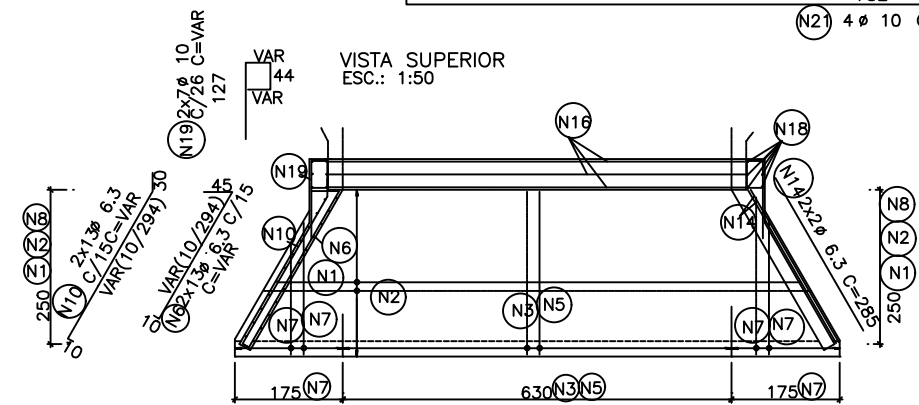 N21 4 ø 10
VISTA SUPERIOR
ESC.: 1:50
N19 2x7ø 10
C/26 C=VAR
127
VAR
44
VAR
N16
N18
N19
N14 2x2ø 6.3 C=285
N14
N10 2x13ø 6.3
C/15C=VAR
VAR(10/294)
30
10
45
VAR(10/294)
N62x13ø 6.3 C/15
C=VAR
10
N8
N2
N1
250
N10
N6
N1
N2
N3
N5
N7
N7
N7
N7
N8
N2
N1
250
175 N7
630 N3 N5
175 N7